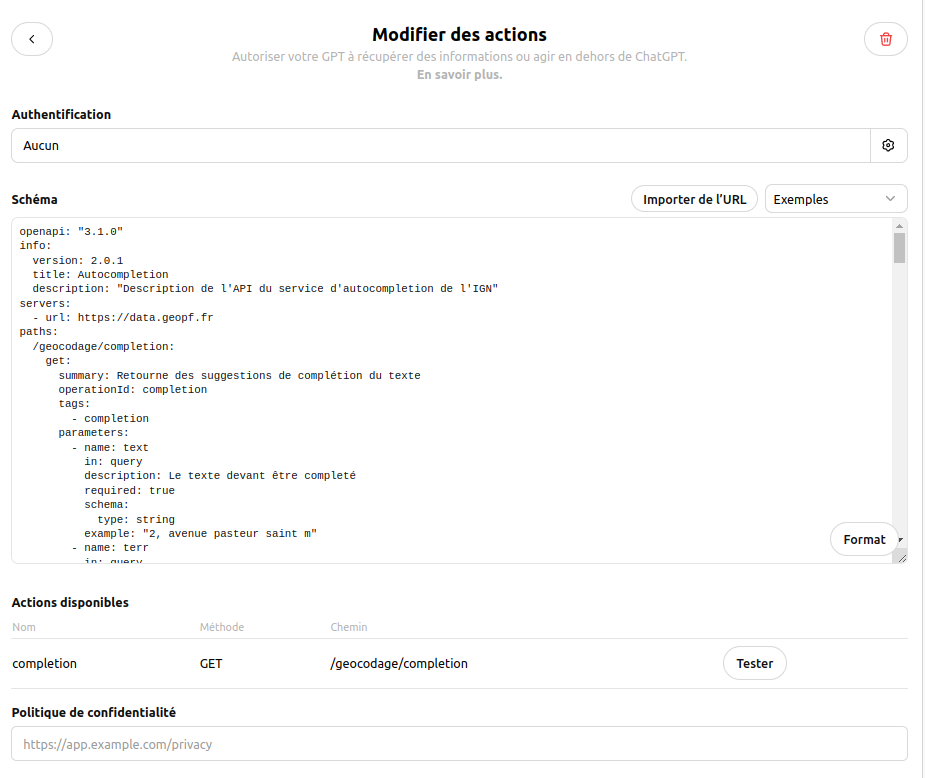 Modifier des actions
Autoriser votre GPT à récupérer des informations ou agir en dehors de ChatGPT.
En savoir plus.
Authentification
Aucun
Schéma
Importer de l’URL
Exemples
openapi: "3.1.0"
info:
  version: 2.0.1
  title: Autocompletion
  description: "Description de l'API du service d'autocompletion de l'IGN"
servers:
  - url: https://data.geopf.fr
paths:
  /geocodage/completion:
    get:
      summary: Retourne des suggestions de complétion du texte
      operationId: completion
      tags:
        - completion
      parameters:
        - name: text
          in: query
          description: Le texte devant être completé
          required: true
          schema:
            type: string
          example: "2, avenue pasteur saint m"
        - name: terr
          in: query
Format
Actions disponibles
Nom Méthode Chemin
completion GET /geocodage/completion Tester
Politique de confidentialité
https://app.example.com/privacy